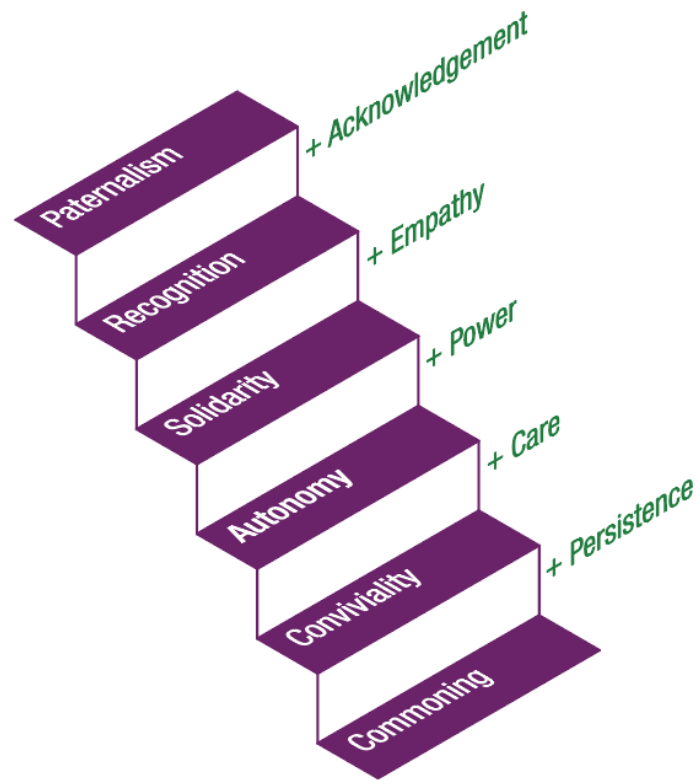 Paternalism
+ Acknowledgement
Recognition
+ Empathy
Solidarity
+ Power
Autonomy
+ Care
Conviviality
+ Persistence
Commoning